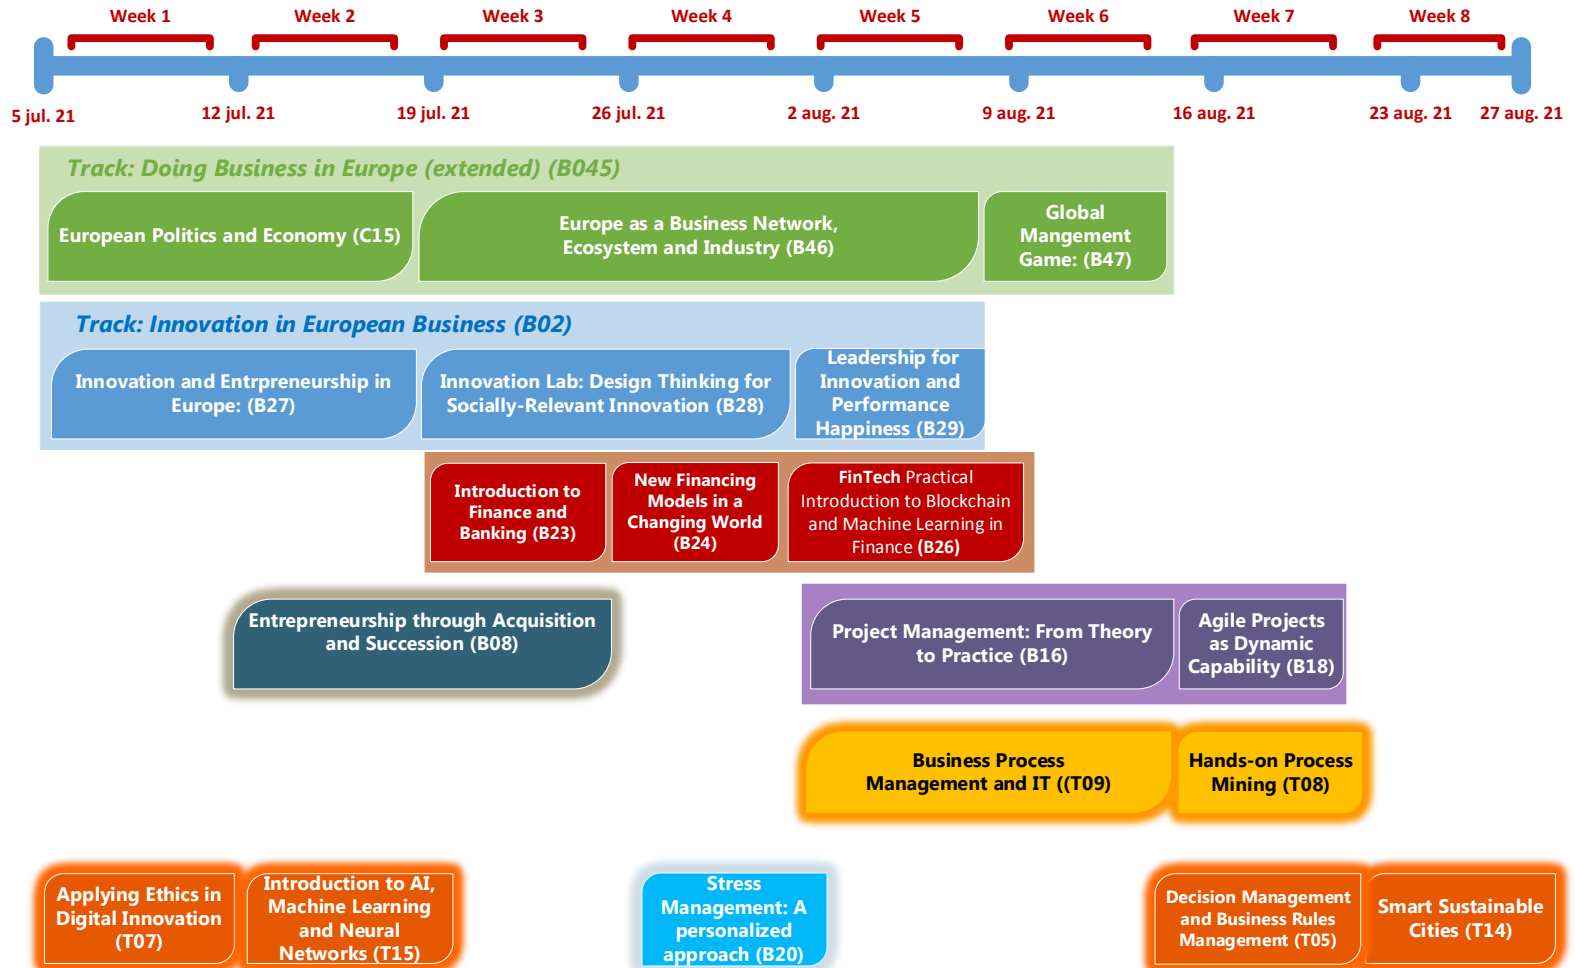 Week 1
Week 2
Week 3
Week 4
Week 5
Week 6
Week 7
Week 8
5 jul. 21
12 jul. 21
19 jul. 21
26 jul. 21
2 aug. 21
9 aug. 21
16 aug. 21
23 aug. 21
27 aug. 21
Track: Doing Business in Europe (extended) (B045)
European Politics and Economy (C15)
Europe as a Business Network,
Ecosystem and Industry (B46)
Global
Mangement
Game: (B47)
Track: Innovation in European Business (B02)
Innovation and Entrpreneurship in
Europe: (B27)
Innovation Lab: Design Thinking for
Socially-Relevant Innovation (B28)
Leadership for
Innovation and
Performance
Happiness (B29)
Introduction to
Finance and
Banking (B23)
New Financing
Models in a
Changing World
(B24)
FinTech Practical
Introduction to Blockchain
and Machine Learning in
Finance (B26)
Entrepreneurship through Acquisition
and Succession (B08)
Project Management: From Theory
to Practice (B16)
Agile Projects
as Dynamic
Capability (B18)
Business Process
Management and IT ((T09)
Hands-on Process
Mining (T08)
Applying Ethics in
Digital Innovation
(T07)
Introduction to AI,
Machine Learning
and Neural
Networks (T15)
Stress
Management: A
personalized
approach (B20)
Decision Management
and Business Rules
Management (T05)
Smart Sustainable
Cities (T14)